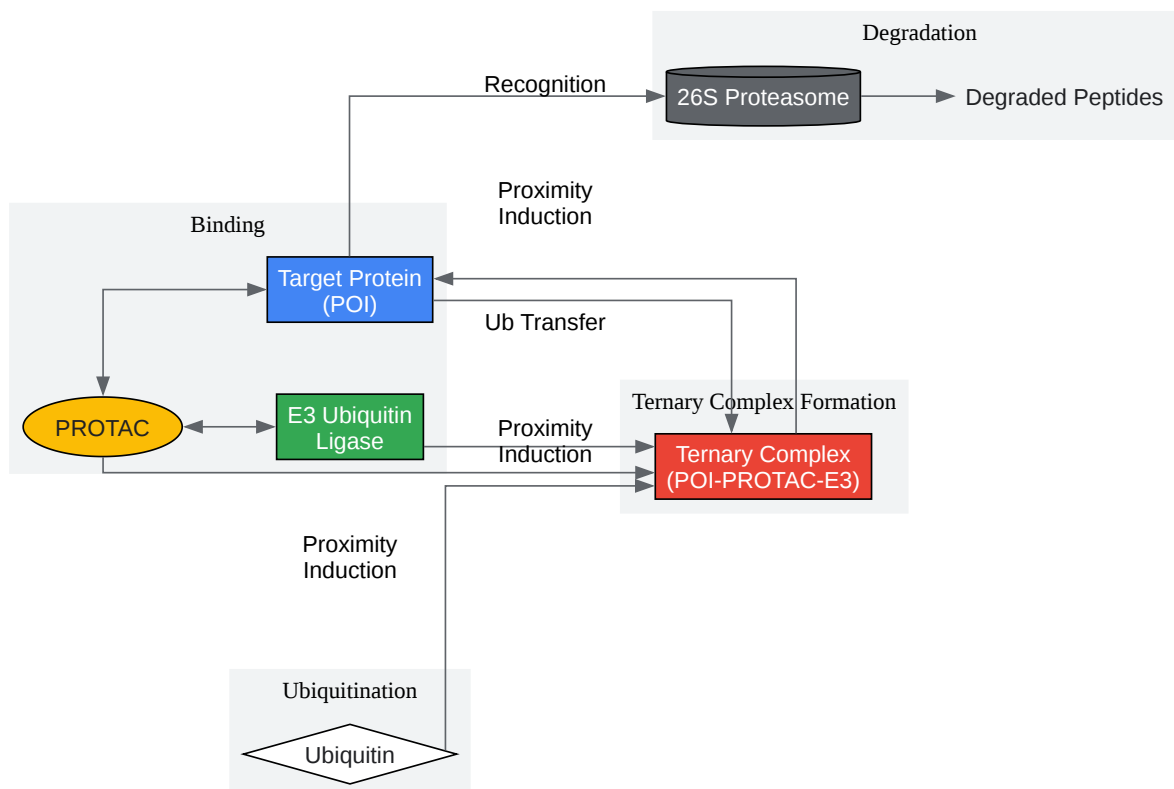 Degradation
Recognition
26S Proteasome
Degraded Peptides
Proximity
Induction
Binding
Target Protein
(POI)
Ub Transfer
Ternary Complex Formation
PROTAC
E3 Ubiquitin
Ligase
Proximity
Induction
Ternary Complex
(POI-PROTAC-E3)
Proximity
Induction
Ubiquitination
Ubiquitin